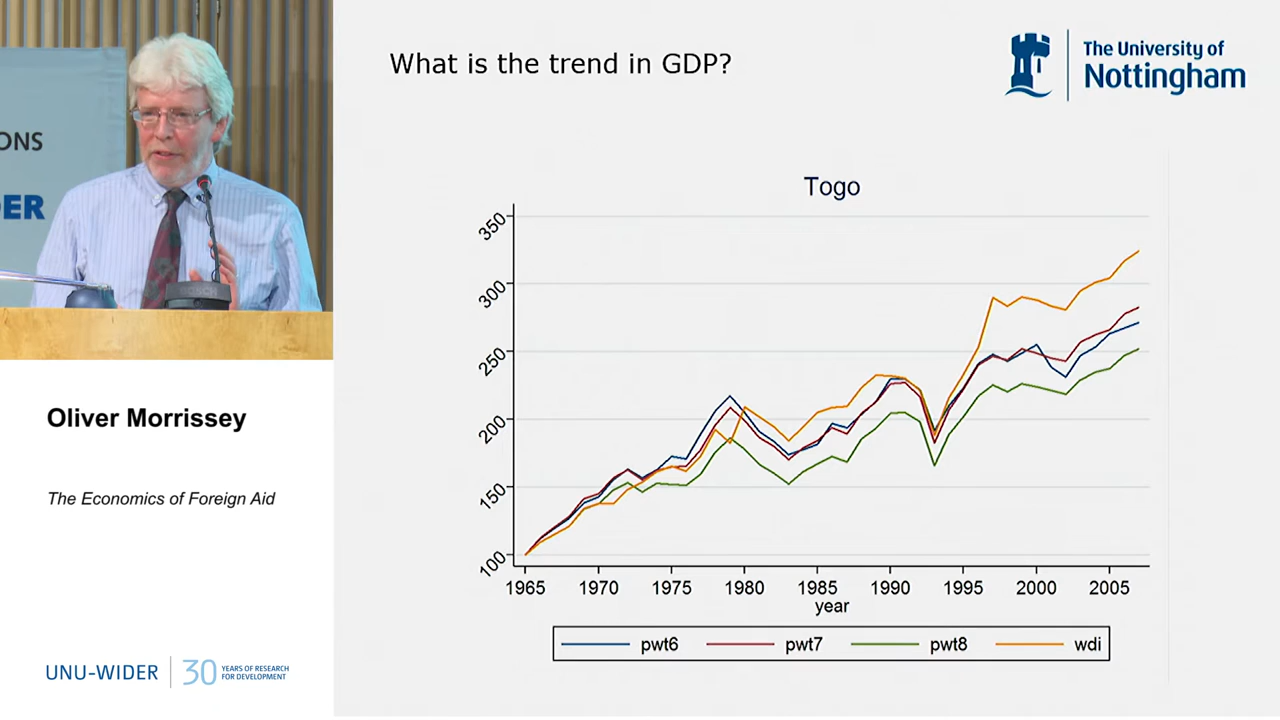 ONS
DER
What is the trend in GDP?
The University of
Nottingham
Togo
350
300
250
200
150
100
1965 1970 1975 1980 1985 1990 1995 2000 2005
year
pwt6 pwt7 pwt8 wdi
Oliver Morrissey
The Economics of Foreign Aid
UNU-WIDER
30 YEARS OF RESEARCH
FOR DEVELOPMENT